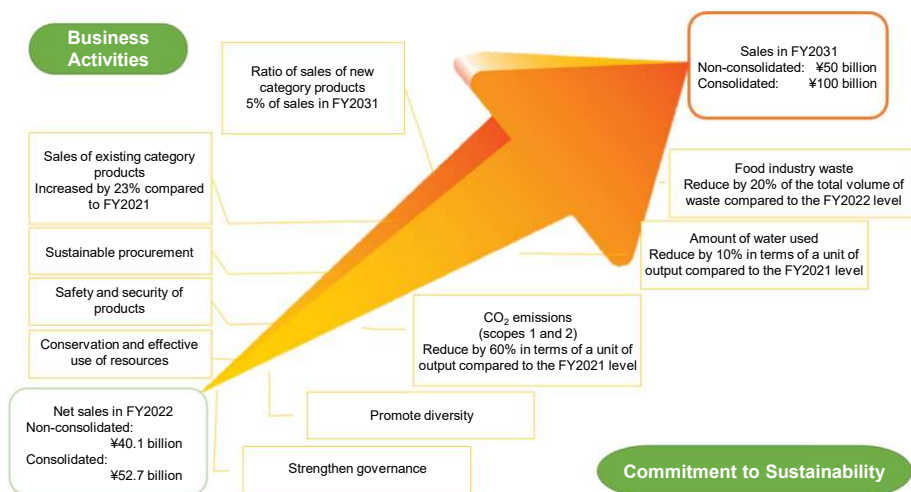 Business
Activities
Ratio of sales of new
category products
5% of sales in FY2031
Sales in FY2031
Non-consolidated: ¥50 billion
Consolidated: ¥100 billion
Sales of existing category
products
Increased by 23% compared
to FY2021
Food industry waste
Reduce by 20% of the total volume of
waste compared to the FY2022 level
Sustainable procurement
Amount of water used
Reduce by 10% in terms of a unit of
output compared to the FY2021 level
Safety and security of
products
CO₂ emissions
(scopes 1 and 2)
Reduce by 60% in terms of a unit of
output compared to the FY2021 level
Conservation and effective
use of resources
Net sales in FY2022
Non-consolidated:
¥40.1 billion
Consolidated:
¥52.7 billion
Promote diversity
Strengthen governance
Commitment to Sustainability